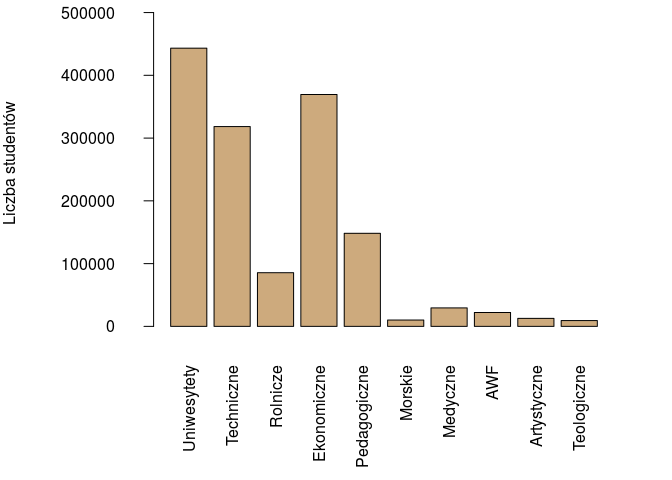 500000
400000
300000
200000
100000
0
Liczba studentów
Uniwesytety
Techniczne
Rolnicze
Ekonomiczne
Pedagogiczne
Morskie
Medyczne
AWF
Artystyczne
Teologiczne